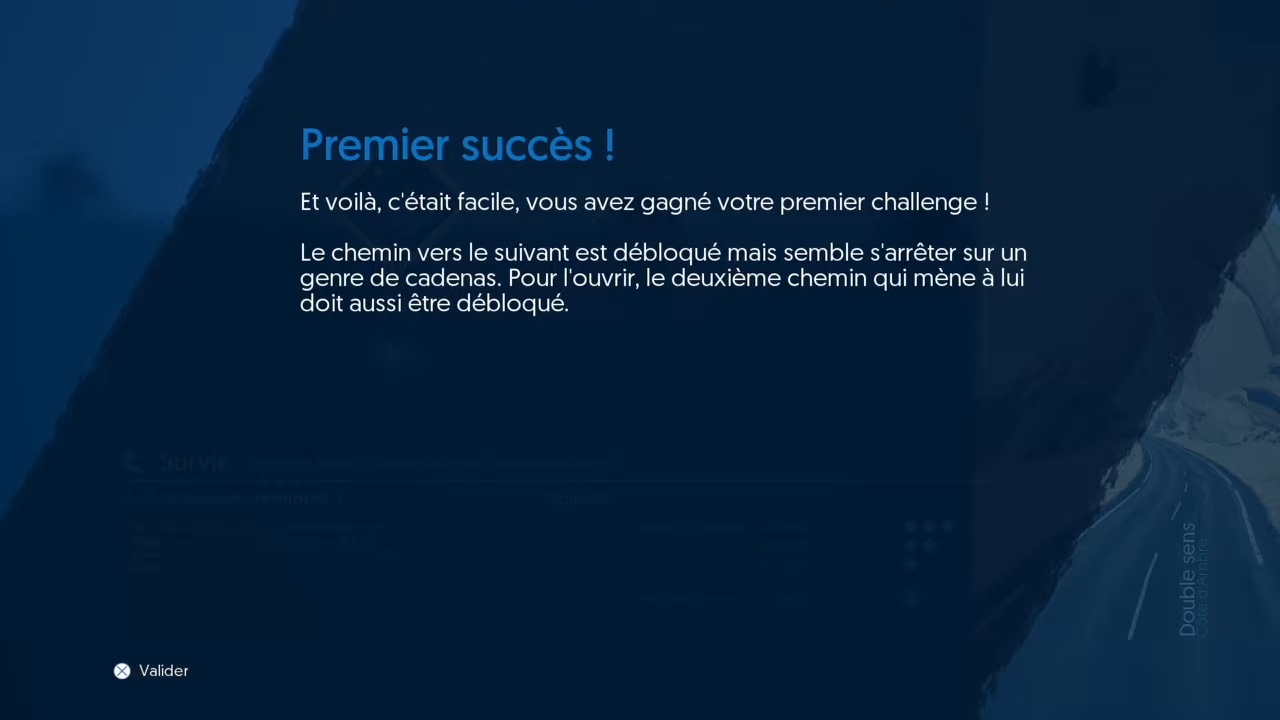 Premier succès !
Et voilà, c'était facile, vous avez gagné votre premier challenge !
Le chemin vers le suivant est débloqué mais semble s'arrêter sur un
genre de cadenas. Pour l'ouvrir, le deuxième chemin qui mène à lui
doit aussi être débloqué.
Survie
Double sens
Côte d'Ambre
Valider